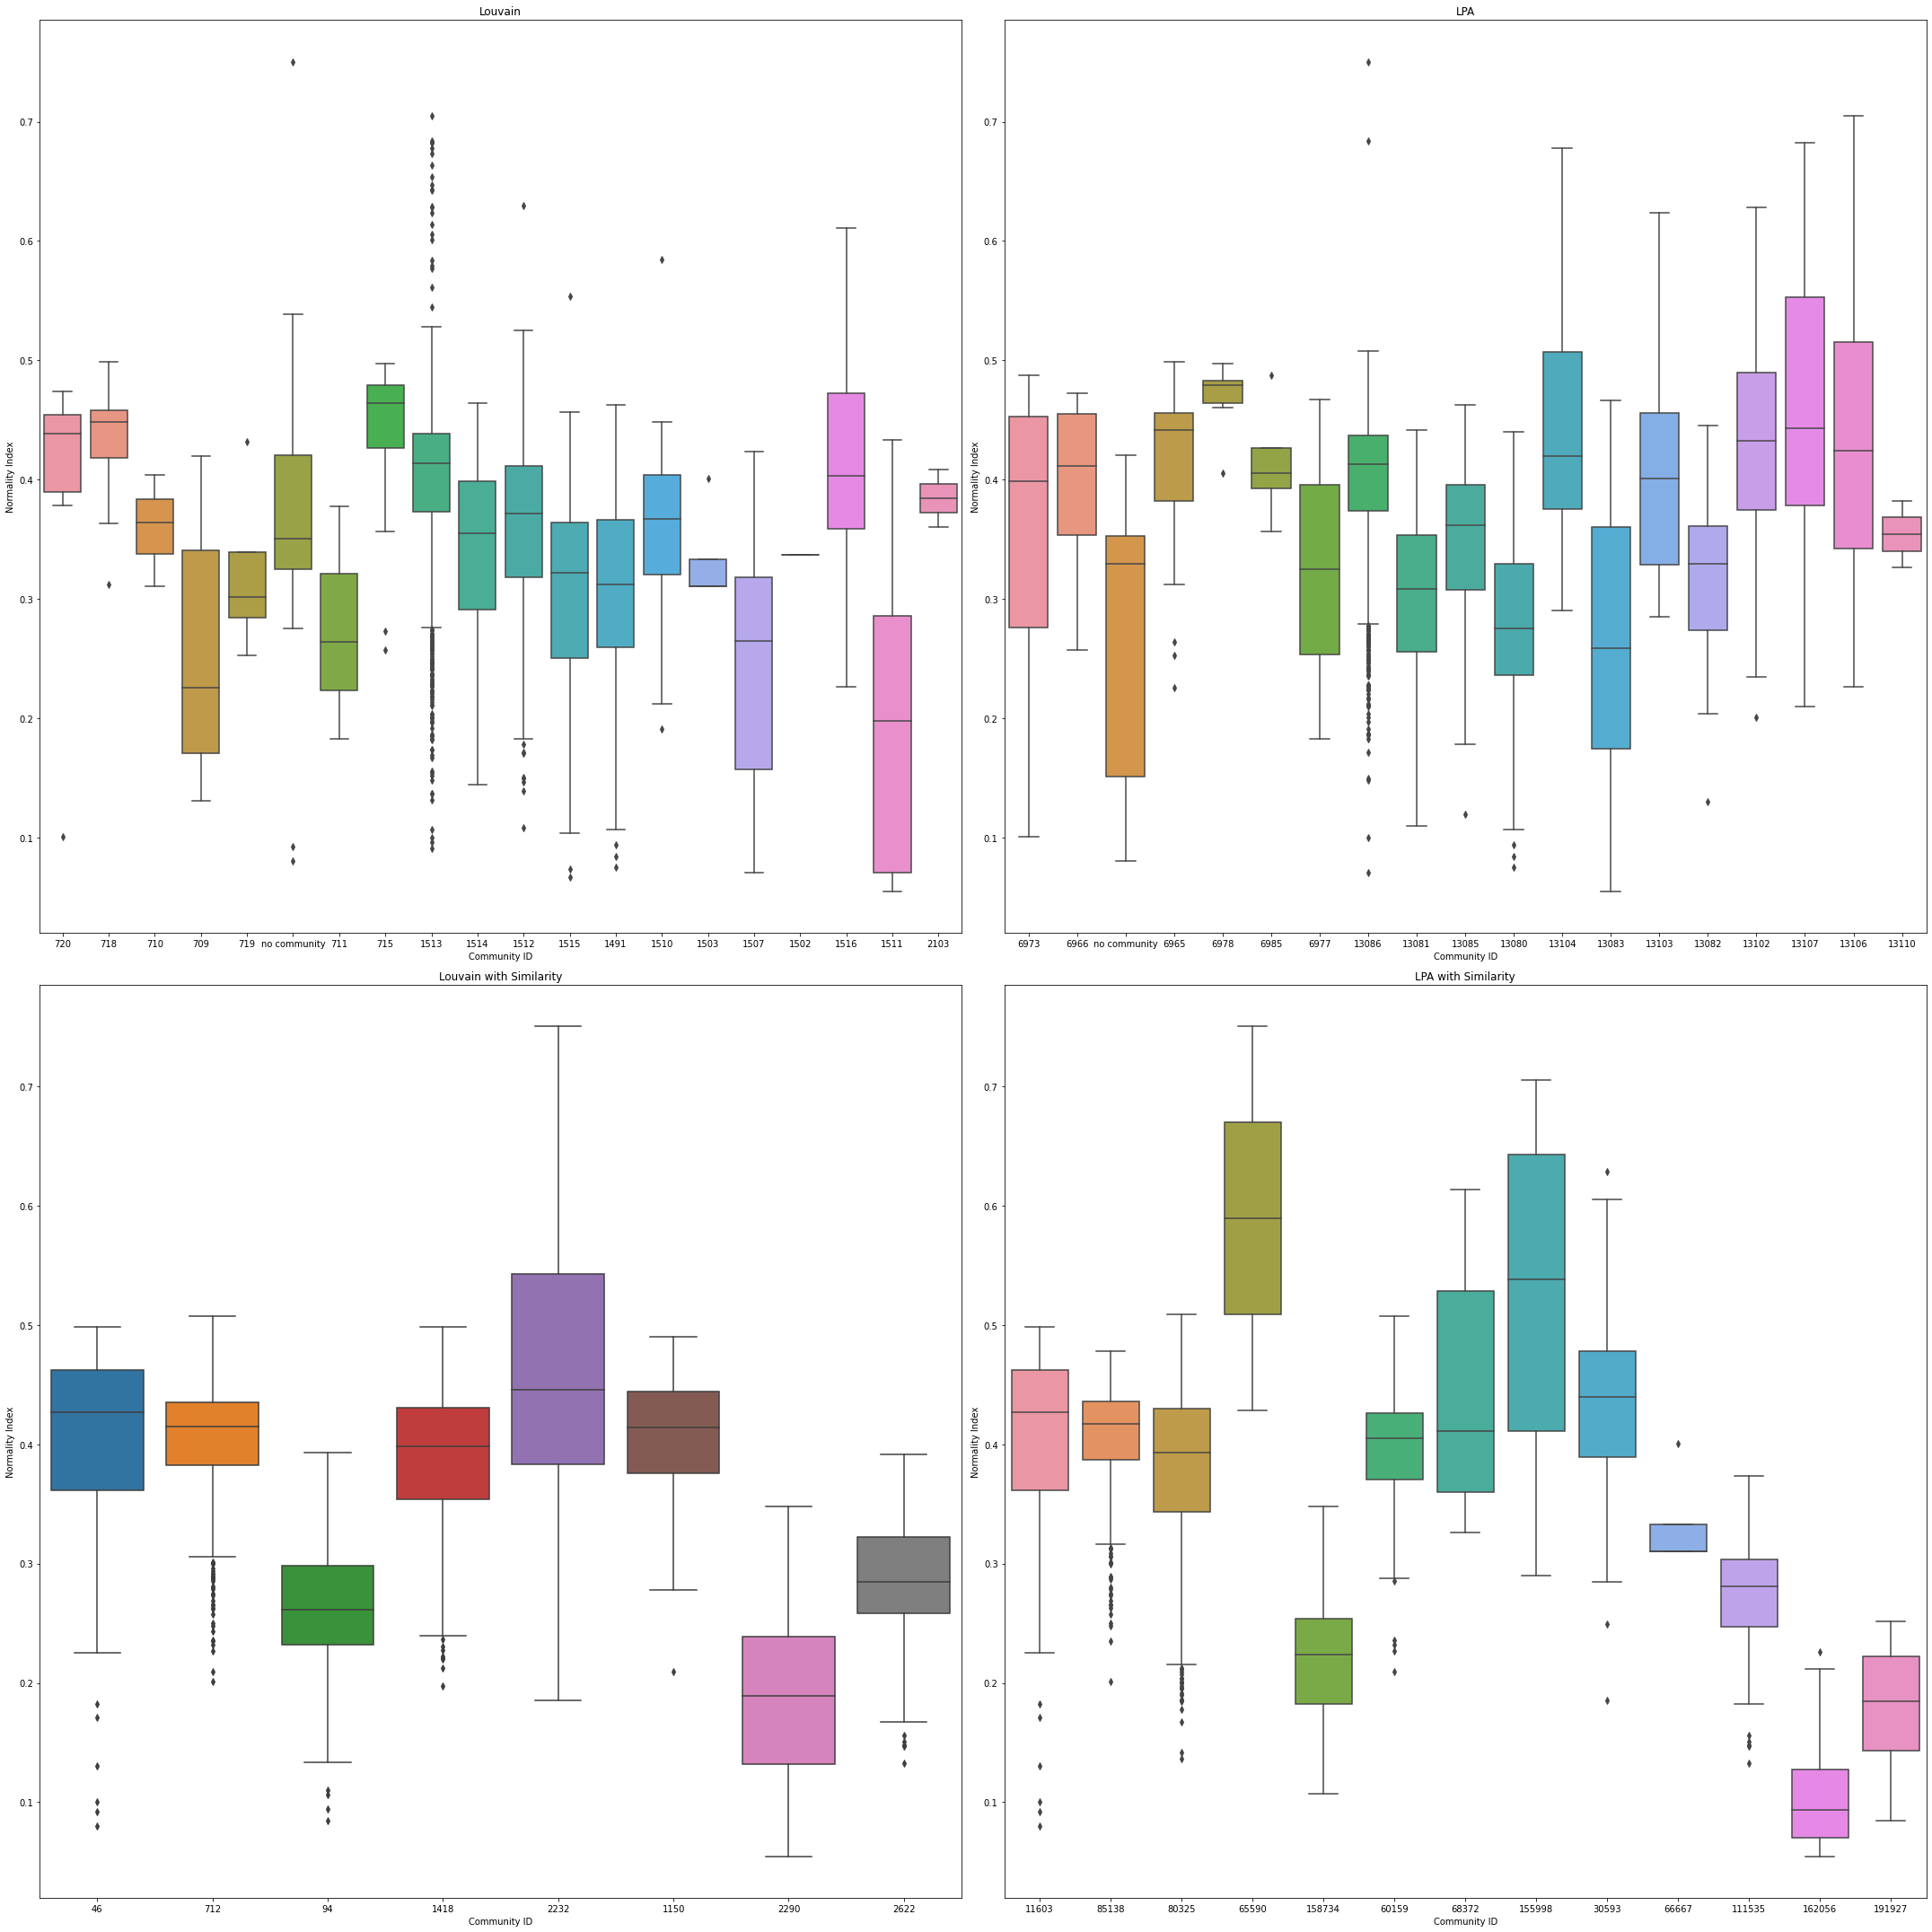 Louvain
Normality Index
0.7
0.6
0.5
0.4
0.3
0.2
0.1
720 718 710 709 719 no community 711 715 1513 1514 1512 1515 1491 1510 1503 1507 1502 1516 1511 2103
Community ID
LPA
Normality Index
0.7
0.6
0.5
0.4
0.3
0.2
0.1
6973 6966 no community 6965 6978 6985 6977 13086 13081 13085 13080 13104 13083 13103 13082 13102 13107 13106 13110
Community ID
Louvain with Similarity
Normality Index
0.7
0.6
0.5
0.4
0.3
0.2
0.1
46 712 94 1418 2232 1150 2290 2622
Community ID
LPA with Similarity
Normality Index
0.7
0.6
0.5
0.4
0.3
0.2
0.1
11603 85138 80325 65590 158734 60159 68372 155998 30593 66667 111535 162056 191927
Community ID